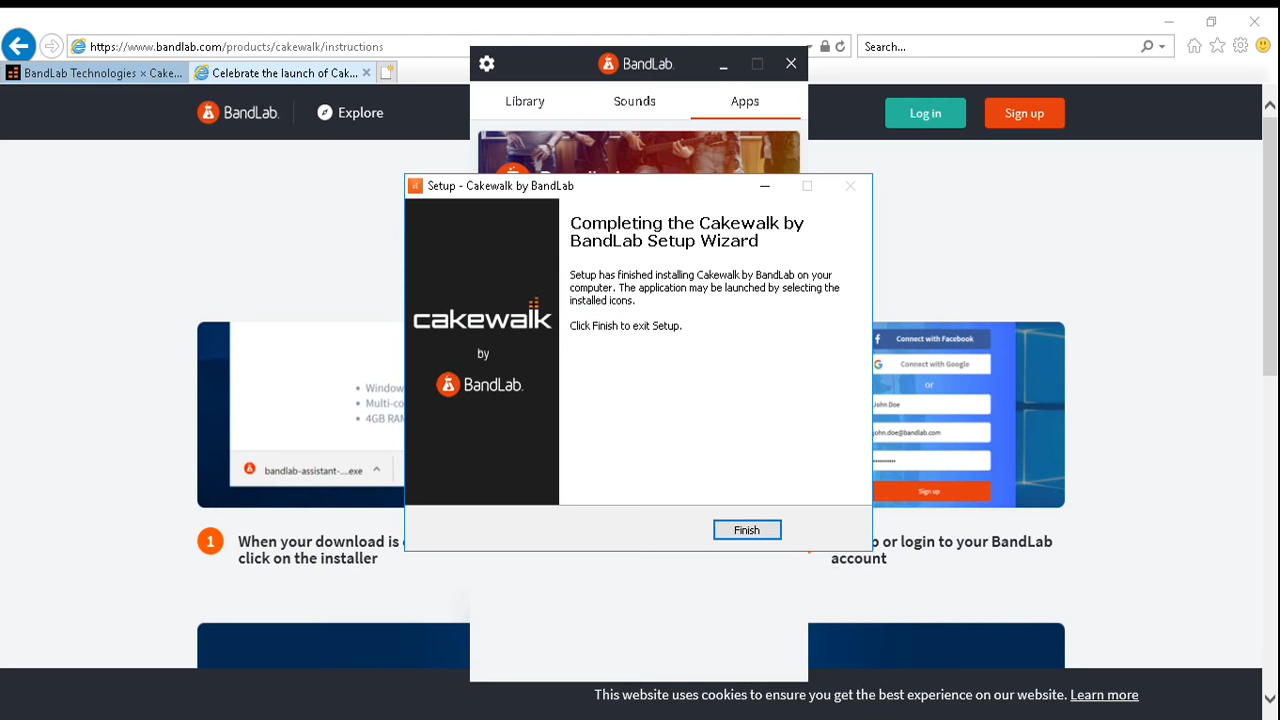 https://www.bandlab.com/products/cakewalk/instructions
Search...
BandLab Technologies × Cake...
Celebrate the launch of Cak...
BandLab.
Explore
Log in
Sign up
BandLab.
Library
Sounds
Apps
Setup - Cakewalk by BandLab
Completing the Cakewalk by
BandLab Setup Wizard
Setup has finished installing Cakewalk by BandLab on your
computer. The application may be launched by selecting the
installed icons.
Click Finish to exit Setup.
cakewalk
by
BandLab.
Finish
• Window
• Multi-co
• 4GB RAM
bandlab-assistant-....exe
Connect with Facebook
Connect with Google
or
John Doe
john.doe@bandlab.com
••••••••••
Sign up
1
When your download is
click on the installer
or login to your BandLab
account
This website uses cookies to ensure you get the best experience on our website. Learn more